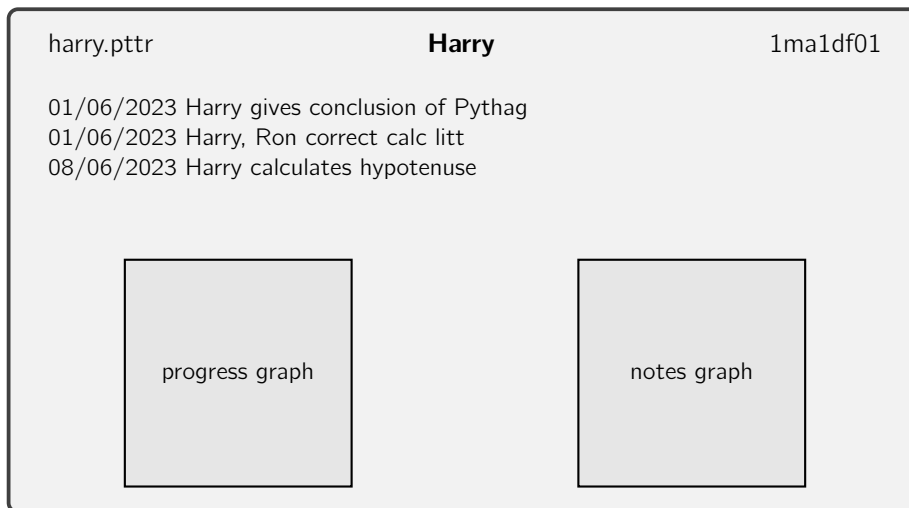 harry.pttr Harry 1ma1df01
01/06/2023 Harry gives conclusion of Pythag
01/06/2023 Harry, Ron correct calc litt
08/06/2023 Harry calculates hypotenuse
progress graph notes graph